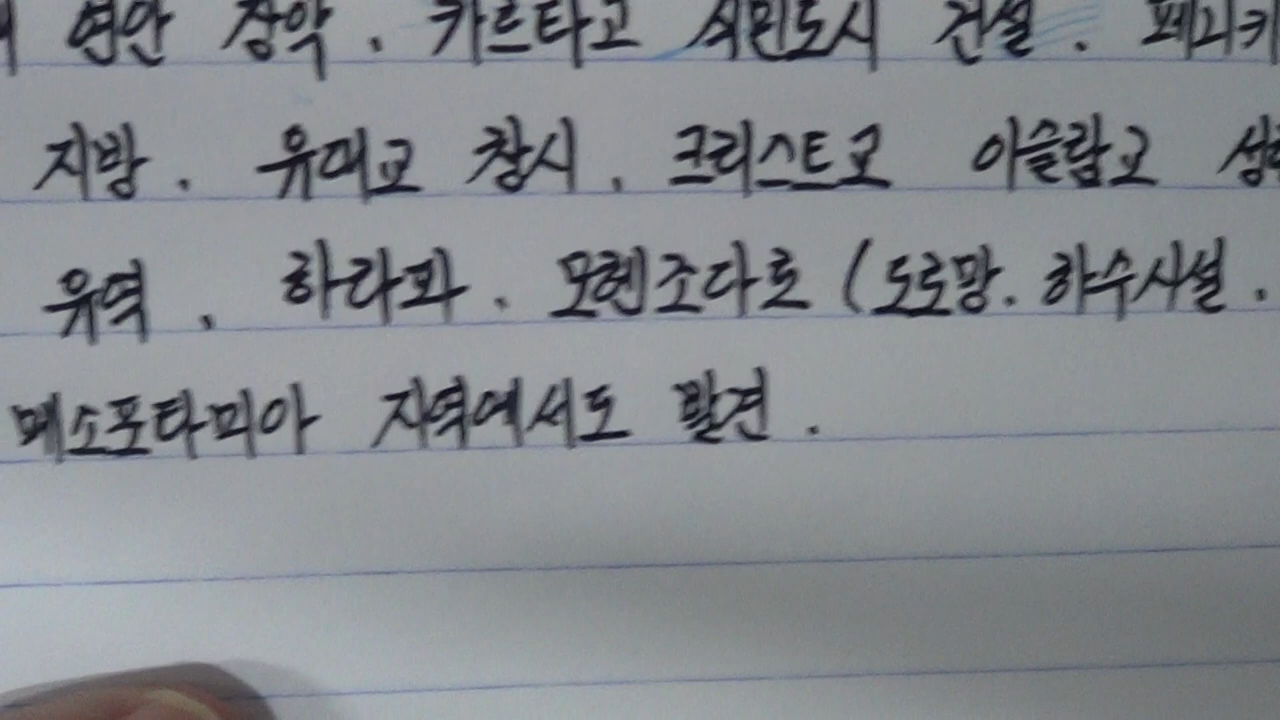 연안 장악. 카르타고 식민도시 건설. 페니키
지방. 유대교 창시. 크리스트교 이슬람교 성
유역. 하라파. 모헨조다로 (도로망. 하수시설.
메소포타미아 지역에서도 발견.